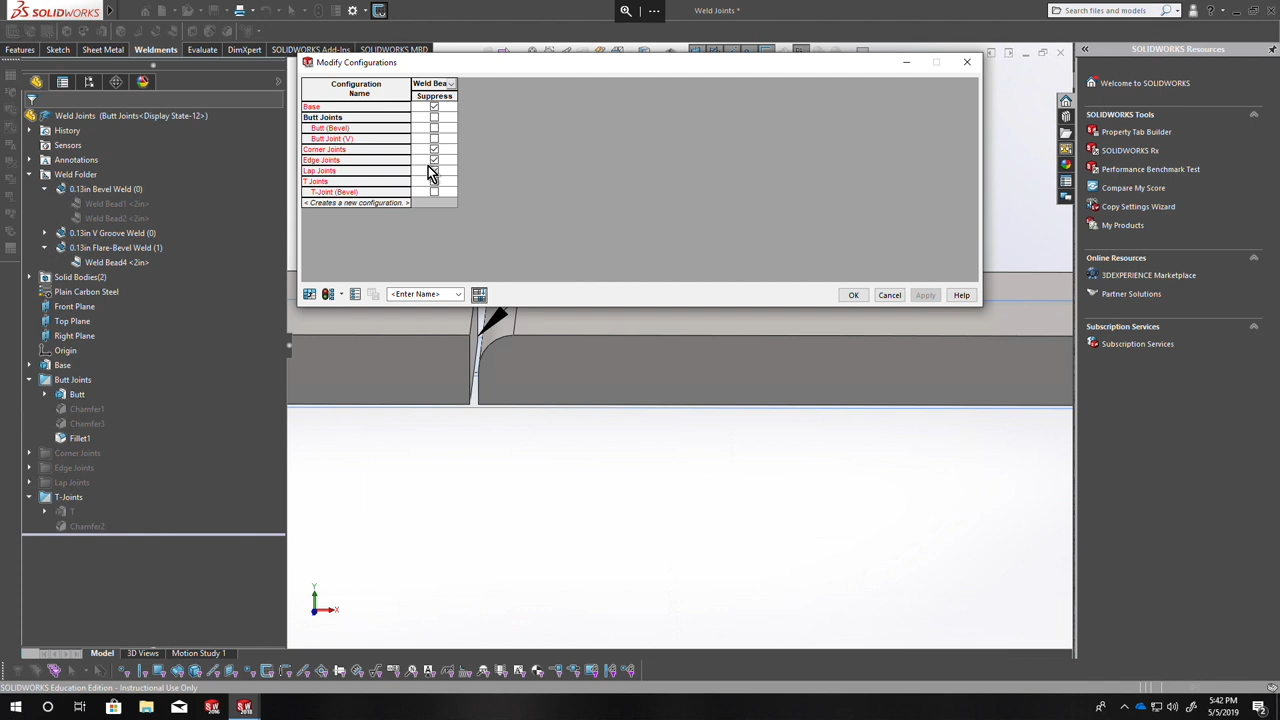 SOLIDWORKS
Weld Joints *
Search files and models
Features
Sketch
Sheet Metal
Weldments
Evaluate
DimXpert
SOLIDWORKS Add-Ins
SOLIDWORKS MBD
SOLIDWORKS Resources
Modify Configurations
Configuration
Name
Weld Bea
Suppress
Base
Butt Joints
Butt (Bevel)
Butt Joint (V)
Corner Joints
Edge Joints
Lap Joints
T Joints
T-Joint (Bevel)
< Creates a new configuration. >
<Enter Name>
OK
Cancel
Apply
Help
Weld Joints (Butt Joints<Display State-12>)
History
Sensors
Annotations
Weld Folder
0.13in Bevel Weld (0)
Weld Bead1 <2in>
Weld Bead2 <2in>
0.13in V Groove Weld (0)
0.13in Flare-Bevel Weld (1)
Weld Bead4 <2in>
Solid Bodies(2)
Plain Carbon Steel
Front Plane
Top Plane
Right Plane
Origin
Base
Butt Joints
Butt
Chamfer1
Chamfer3
Fillet1
Corner Joints
Edge Joints
Lap Joints
T-Joints
T
Chamfer2
Y
X
Welcome to SOLIDWORKS
SOLIDWORKS Tools
Property Tab Builder
SOLIDWORKS Rx
Performance Benchmark Test
Compare My Score
Copy Settings Wizard
My Products
Online Resources
3DEXPERIENCE Marketplace
Partner Solutions
Subscription Services
Subscription Services
Model
3D Views
Motion Study 1
SOLIDWORKS Education Edition - Instructional Use Only
5:42 PM
5/5/2019